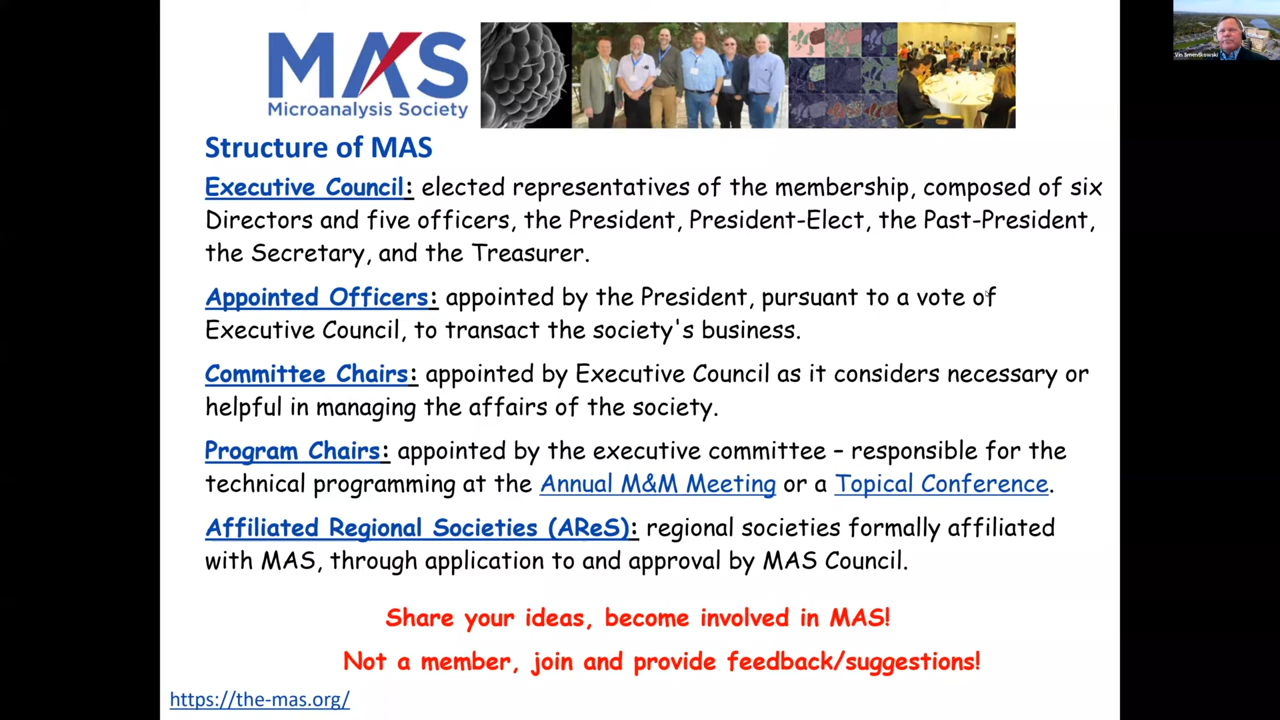 MAS
Microanalysis Society
Vin Smentkowski
Structure of MAS
Executive Council: elected representatives of the membership, composed of six
Directors and five officers, the President, President-Elect, the Past-President,
the Secretary, and the Treasurer.
Appointed Officers: appointed by the President, pursuant to a vote of
Executive Council, to transact the society's business.
Committee Chairs: appointed by Executive Council as it considers necessary or
helpful in managing the affairs of the society.
Program Chairs: appointed by the executive committee – responsible for the
technical programming at the Annual M&M Meeting or a Topical Conference.
Affiliated Regional Societies (AReS): regional societies formally affiliated
with MAS, through application to and approval by MAS Council.
Share your ideas, become involved in MAS!
Not a member, join and provide feedback/suggestions!
https://the-mas.org/